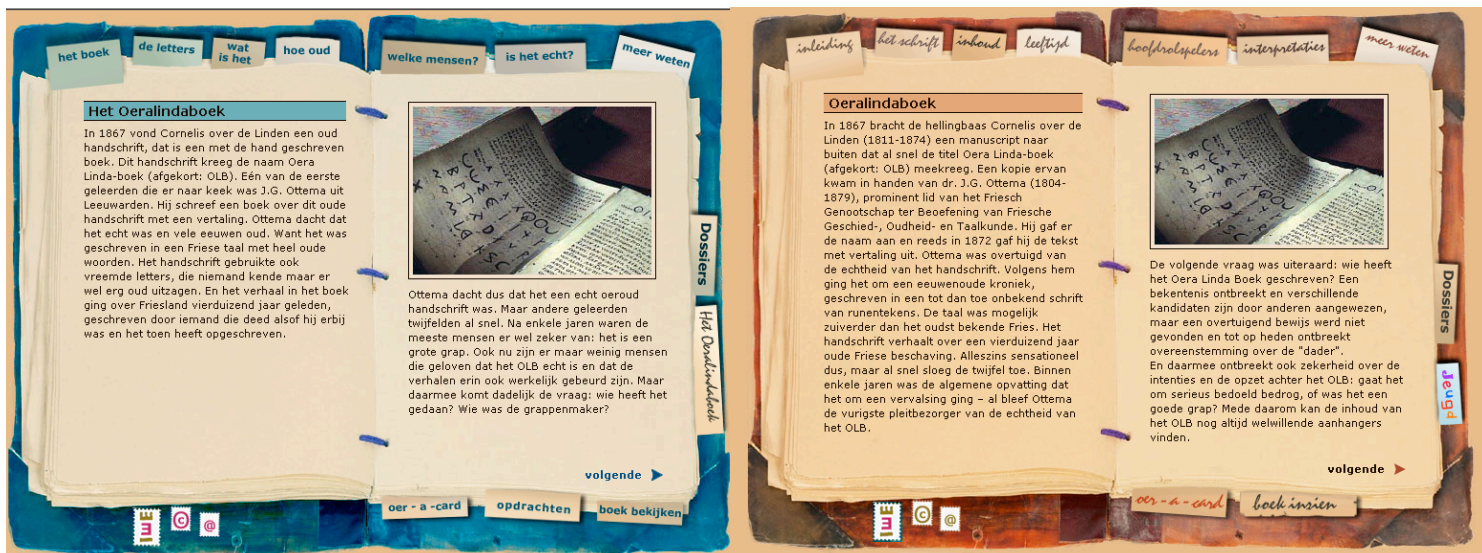 het boek
de letters
wat
is het
hoe oud
welke mensen?
is het echt?
meer weten
Het Oeralindaboek
In 1867 vond Cornelis over de Linden een oud
handschrift, dat is een met de hand geschreven
boek. Dit handschrift kreeg de naam Oera
Linda-boek (afgekort: OLB). Eén van de eerste
geleerden die er naar keek was J.G. Ottema uit
Leeuwarden. Hij schreef een boek over dit oude
handschrift met een vertaling. Ottema dacht dat
het echt was en vele eeuwen oud. Want het was
geschreven in een Friese taal met heel oude
woorden. Het handschrift gebruikte ook
vreemde letters, die niemand kende maar er
wel erg oud uitzagen. En het verhaal in het boek
ging over Friesland vierduizend jaar geleden,
geschreven door iemand die deed alsof hij erbij
was en het toen heeft opgeschreven.
Ottema dacht dus dat het een echt oeroud
handschrift was. Maar andere geleerden
twijfelden al snel. Na enkele jaren waren de
meeste mensen er wel zeker van: het is een
grote grap. Ook nu zijn er maar weinig mensen
die geloven dat het OLB echt is en dat de
verhalen erin ook werkelijk gebeurd zijn. Maar
daarmee komt dadelijk de vraag: wie heeft het
gedaan? Wie was de grappenmaker?
volgende
Dossiers
Het Oeralindaboek
oer - a -card
opdrachten
boek bekijken
©
@
inleiding
het schrift
inhoud
leeftijd
hoofdrolspelers
interpretaties
meer weten
Oeralindaboek
In 1867 bracht de hellingbaas Cornelis over de
Linden (1811-1874) een manuscript naar
buiten dat al snel de titel Oera Linda-boek
(afgekort: OLB) meekreeg. Een kopie ervan
kwam in handen van dr. J.G. Ottema (1804-
1879), prominent lid van het Friesch
Genootschap ter Beoefening van Friesche
Geschied-, Oudheid- en Taalkunde. Hij gaf er
de naam aan en reeds in 1872 gaf hij de tekst
met vertaling uit. Ottema was overtuigd van
de echtheid van het handschrift. Volgens hem
ging het om een eeuwenoude kroniek,
geschreven in een tot dan toe onbekend schrift
van runentekens. De taal was mogelijk
zuiverder dan het oudst bekende Fries. Het
handschrift verhaalt over een vierduizend jaar
oude Friese beschaving. Alleszins sensationeel
dus, maar al snel sloeg de twijfel toe. Binnen
enkele jaren was de algemene opvatting dat
het om een vervalsing ging – al bleef Ottema
de vurigste pleitbezorger van de echtheid van
het OLB.
De volgende vraag was uiteraard: wie heeft
het Oera Linda Boek geschreven? Een
bekentenis ontbreekt en verschillende
kandidaten zijn door anderen aangewezen,
maar een overtuigend bewijs werd niet
gevonden en tot op heden ontbreekt
overeenstemming over de "dader".
En daarmee ontbreekt ook zekerheid over de
intenties en de opzet achter het OLB: gaat het
om serieus bedoeld bedrog, of was het een
goede grap? Mede daarom kan de inhoud van
het OLB nog altijd welwillende aanhangers
vinden.
volgende
Dossiers
Jeugd
oer - a - card
boek inzien
©
@